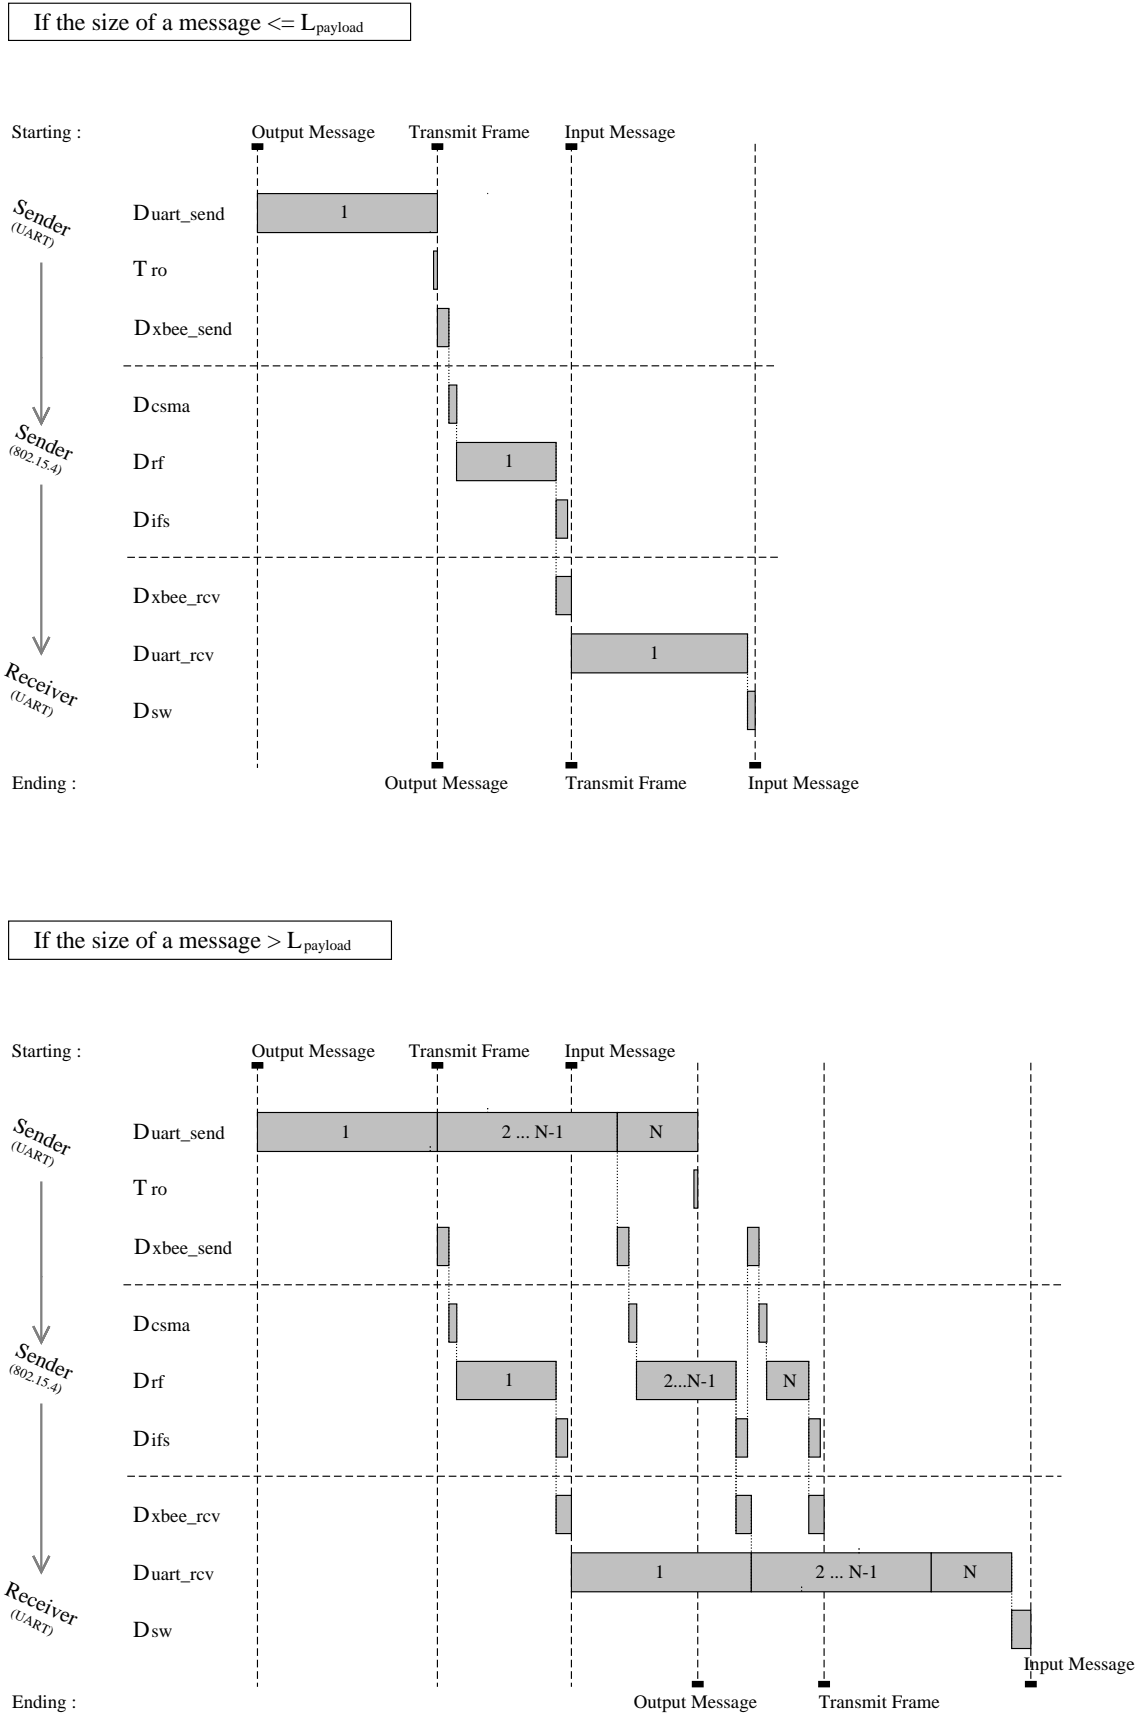 If the size of a message <= Lpayload
Starting :
Output Message
Transmit Frame
Input Message
Sender
(UART)
Duart_send
1
T ro
Dxbee_send
Dcsma
Sender
(802.15.4)
Drf
1
Difs
Dxbee_rcv
Duart_rcv
1
Receiver
(UART)
Dsw
Ending :
Output Message
Transmit Frame
Input Message
If the size of a message > Lpayload
Starting :
Output Message
Transmit Frame
Input Message
Sender
(UART)
Duart_send
1
2 ... N-1
N
T ro
Dxbee_send
Dcsma
Sender
(802.15.4)
Drf
1
2...N-1
N
Difs
Dxbee_rcv
Duart_rcv
1
2 ... N-1
N
Receiver
(UART)
Dsw
Input Message
Ending :
Output Message
Transmit Frame